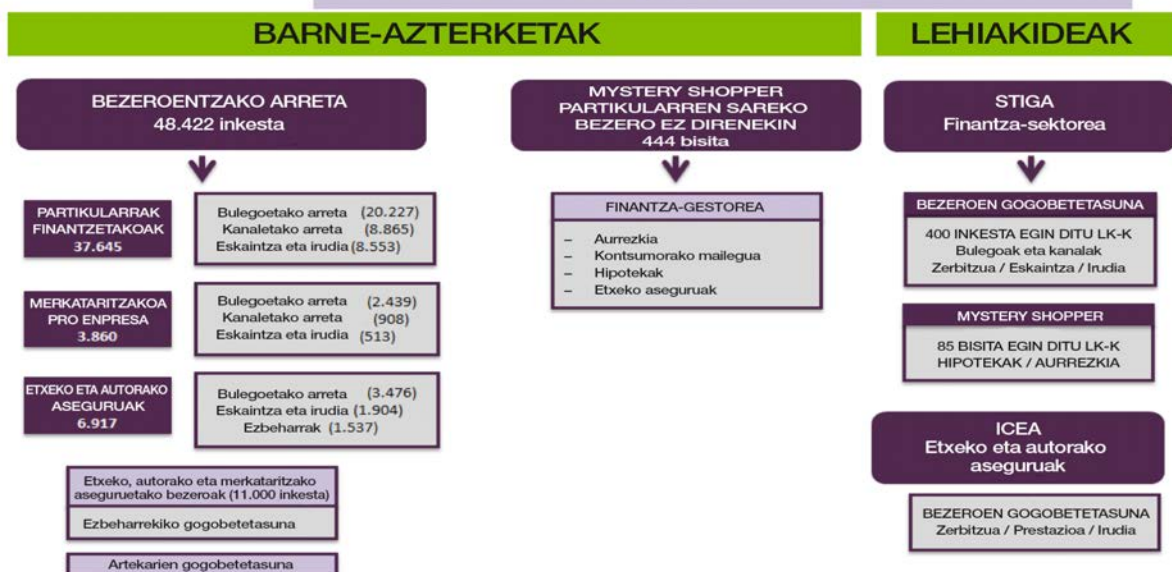 BARNE-AZTERKETAK
BEZEROENTZAKO ARRETA
48.422 inkesta
PARTIKULARRAK
FINANTZETAKOAK
37.645
Bulegoetako arreta (20.227)
Kanaletako arreta (8.865)
Eskaintza eta irudia (8.553)
MERKATARITZAKOA
PRO ENPRESA
3.860
Bulegoetako arreta (2.439)
Kanaletako arreta (908)
Eskaintza eta irudia (513)
ETXEKO ETA AUTORAKO
ASEGURUAK
6.917
Bulegoetako arreta (3.476)
Eskaintza eta irudia (1.904)
Ezbeharrak (1.537)
Etxeko, autorako eta merkataritzako
aseguruetako bezeroak (11.000 inkesta)
Ezbeharrekiko gogobetetasuna
Artekarien gogobetetasuna
MYSTERY SHOPPER
PARTIKULARREN SAREKO
BEZERO EZ DIRENEKIN
444 bisita
FINANTZA-GESTOREA
– Aurrezkia
– Kontsumorako mailegua
– Hipotekak
– Etxeko aseguruak
LEHIAKIDEAK
STIGA
Finantza-sektorea
BEZEROEN GOGOBETETASUNA
400 INKESTA EGIN DITU LK-K
Bulegoak eta kanalak
Zerbitzua / Eskaintza / Irudia
MYSTERY SHOPPER
85 BISITA EGIN DITU LK-K
HIPOTEKAK / AURREZKIA
ICEA
Etxeko eta autorako
aseguruak
BEZEROEN GOGOBETETASUNA
Zerbitzua / Prestazioa / Irudia